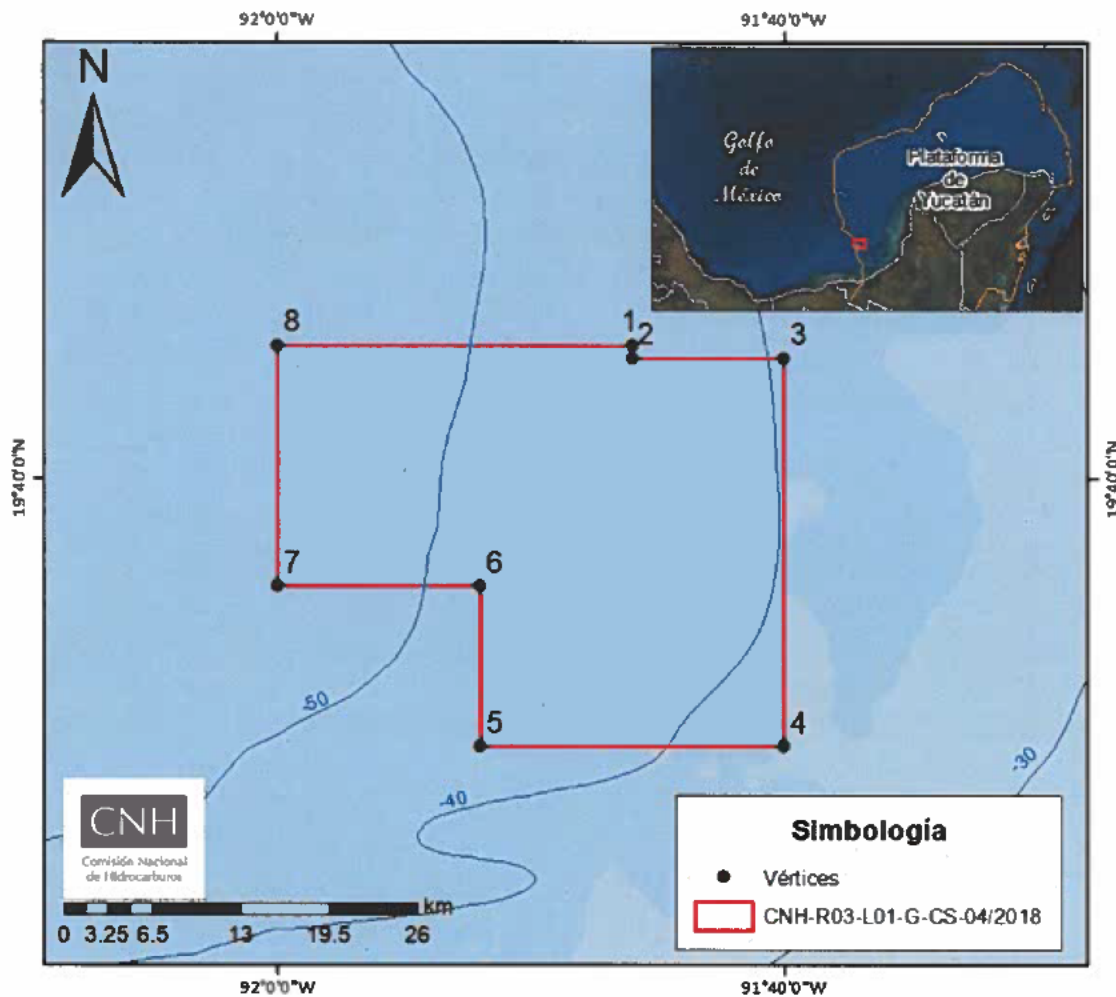 92°0'0"W
91°40'0"W
N
Golfo
de
México
Plataforma
de
Yucatán
8
1
2
3
19°40'0"N
19°40'0"N
7
6
-50
5
4
-30
-40
CNH
Comisión Nacional
de Hidrocarburos
km
0 3.25 6.5 13 19.5 26
Simbología
Vértices
CNH-R03-L01-G-CS-04/2018
92°0'0"W
91°40'0"W